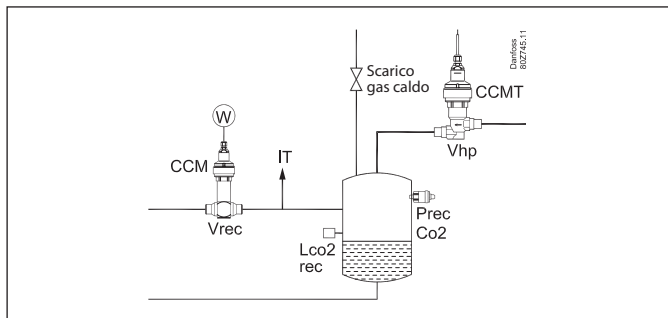 Danfoss
80Z745.11
Scarico
gas caldo
CCMT
W
CCM
IT
Vhp
Vrec
Prec
Co2
Lco2
rec